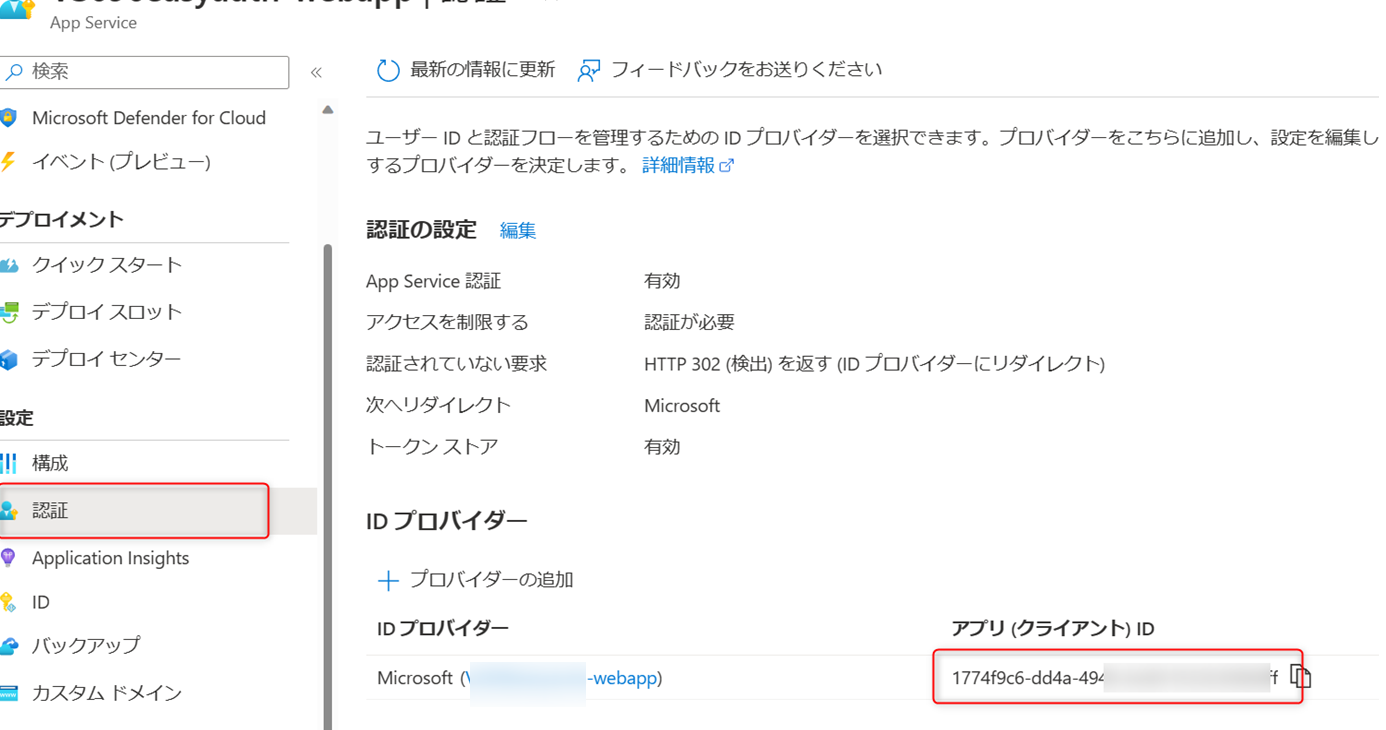 認証
App Service
検索
«
最新の情報に更新 フィードバックをお送りください
Microsoft Defender for Cloud
イベント (プレビュー)
デプロイメント
クイック スタート
デプロイ スロット
デプロイ センター
設定
構成
認証
Application Insights
ID
バックアップ
カスタム ドメイン
ユーザー ID と認証フローを管理するための ID プロバイダーを選択できます。プロバイダーをこちらに追加し、設定を編集し
するプロバイダーを決定します。 詳細情報
認証の設定 編集
App Service 認証 有効
アクセスを制限する 認証が必要
認証されていない要求 HTTP 302 (検出) を返す (ID プロバイダーにリダイレクト)
次へリダイレクト Microsoft
トークン ストア 有効
ID プロバイダー
プロバイダーの追加
ID プロバイダー アプリ (クライアント) ID
Microsoft ( -webapp) 1774f9c6-dd4a-494